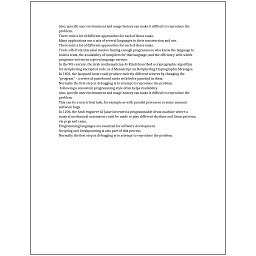 Also, specific user environment and usage history can make it difficult to reproduce the
problem.
There exist a lot of different approaches for each of those tasks.
Many applications use a mix of several languages in their construction and use.
There exist a lot of different approaches for each of those tasks.
Trade-offs from this ideal involve finding enough programmers who know the language to
build a team, the availability of compilers for that language, and the efficiency with which
programs written in a given language execute.
In the 9th century, the Arab mathematician Al-Kindi described a cryptographic algorithm
for deciphering encrypted code, in A Manuscript on Deciphering Cryptographic Messages.
In 1801, the Jacquard loom could produce entirely different weaves by changing the
"program" – a series of pasteboard cards with holes punched in them.
Normally the first step in debugging is to attempt to reproduce the problem.
Following a consistent programming style often helps readability.
Also, specific user environment and usage history can make it difficult to reproduce the
problem.
This can be a non-trivial task, for example as with parallel processes or some unusual
software bugs.
In 1206, the Arab engineer Al-Jazari invented a programmable drum machine where a
musical mechanical automaton could be made to play different rhythms and drum patterns,
via pegs and cams.
Programming languages are essential for software development.
Scripting and breakpointing is also part of this process.
Normally the first step in debugging is to attempt to reproduce the problem.